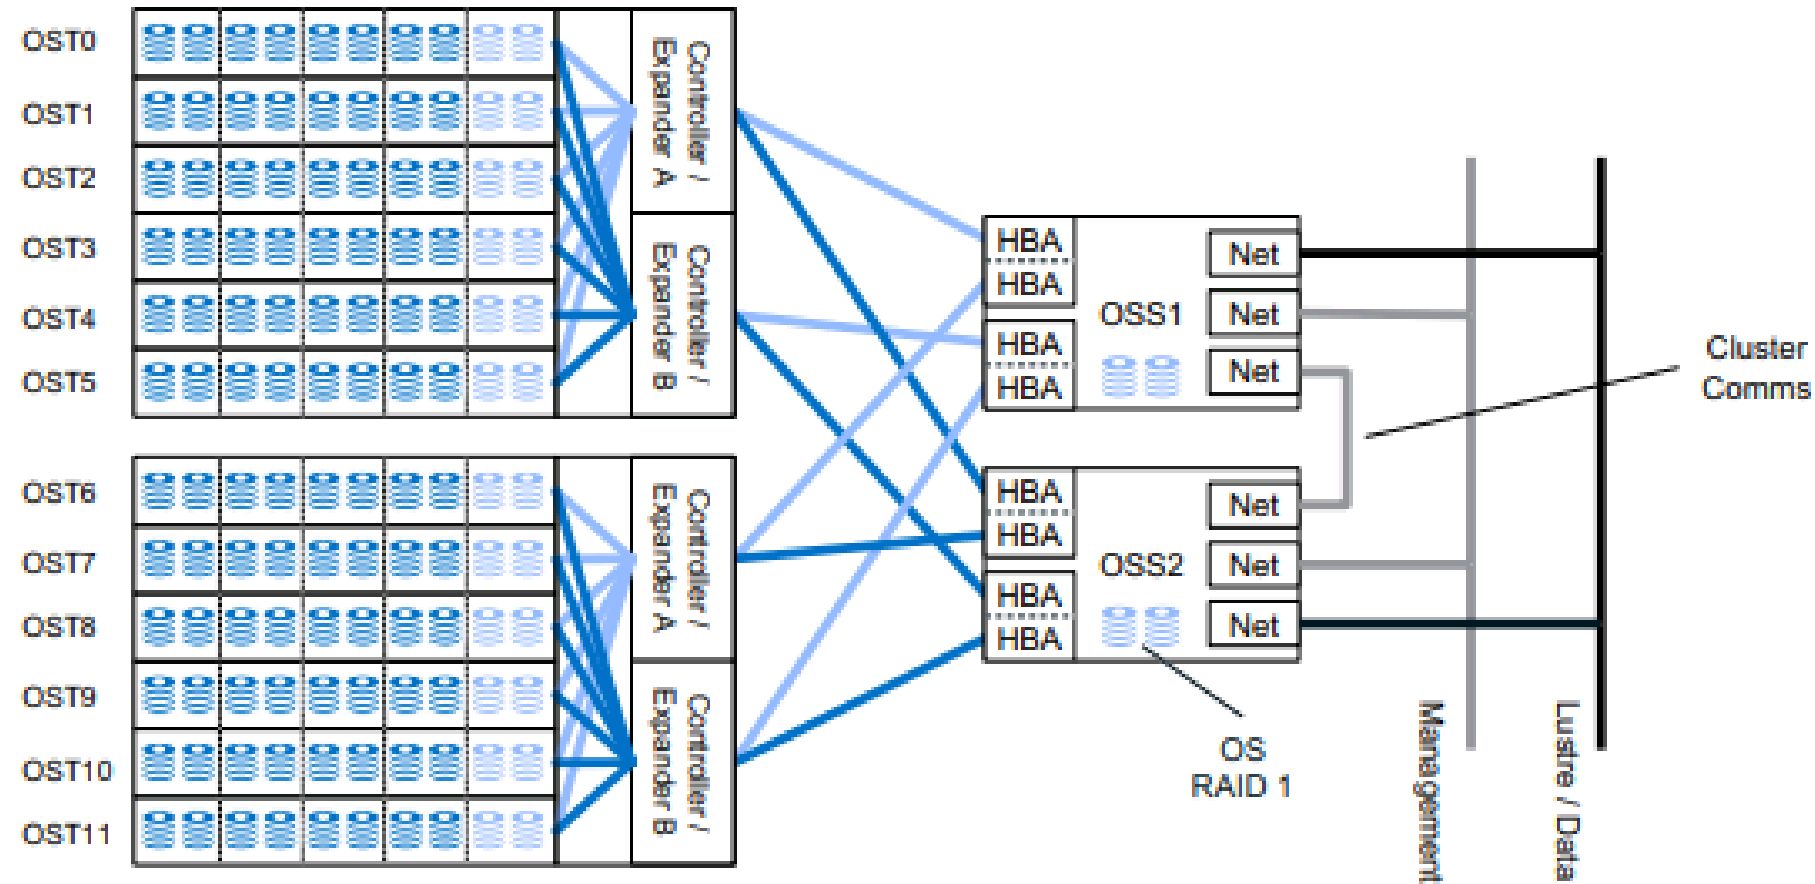 OST0
OST1
OST2
OST3
OST4
OST5
Controller /
Expander A
Controller /
Expander B
OST6
OST7
OST8
OST9
OST10
OST11
Controller /
Expander A
Controller /
Expander B
HBA
HBA
HBA
HBA
OSS1
Net
Net
Net
HBA
HBA
HBA
HBA
OSS2
Net
Net
Net
Cluster
Comms
OS
RAID 1
Management
Lustre / Data